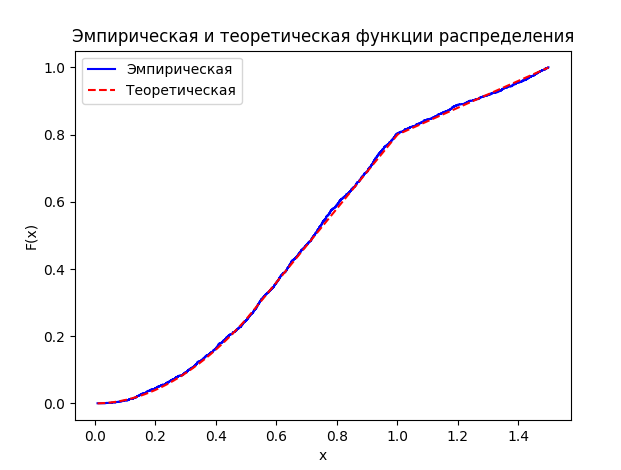 Эмпирическая и теоретическая функции распределения
Эмпирическая
Теоретическая
F(x)
1.0
0.8
0.6
0.4
0.2
0.0
0.0 0.2 0.4 0.6 0.8 1.0 1.2 1.4
x